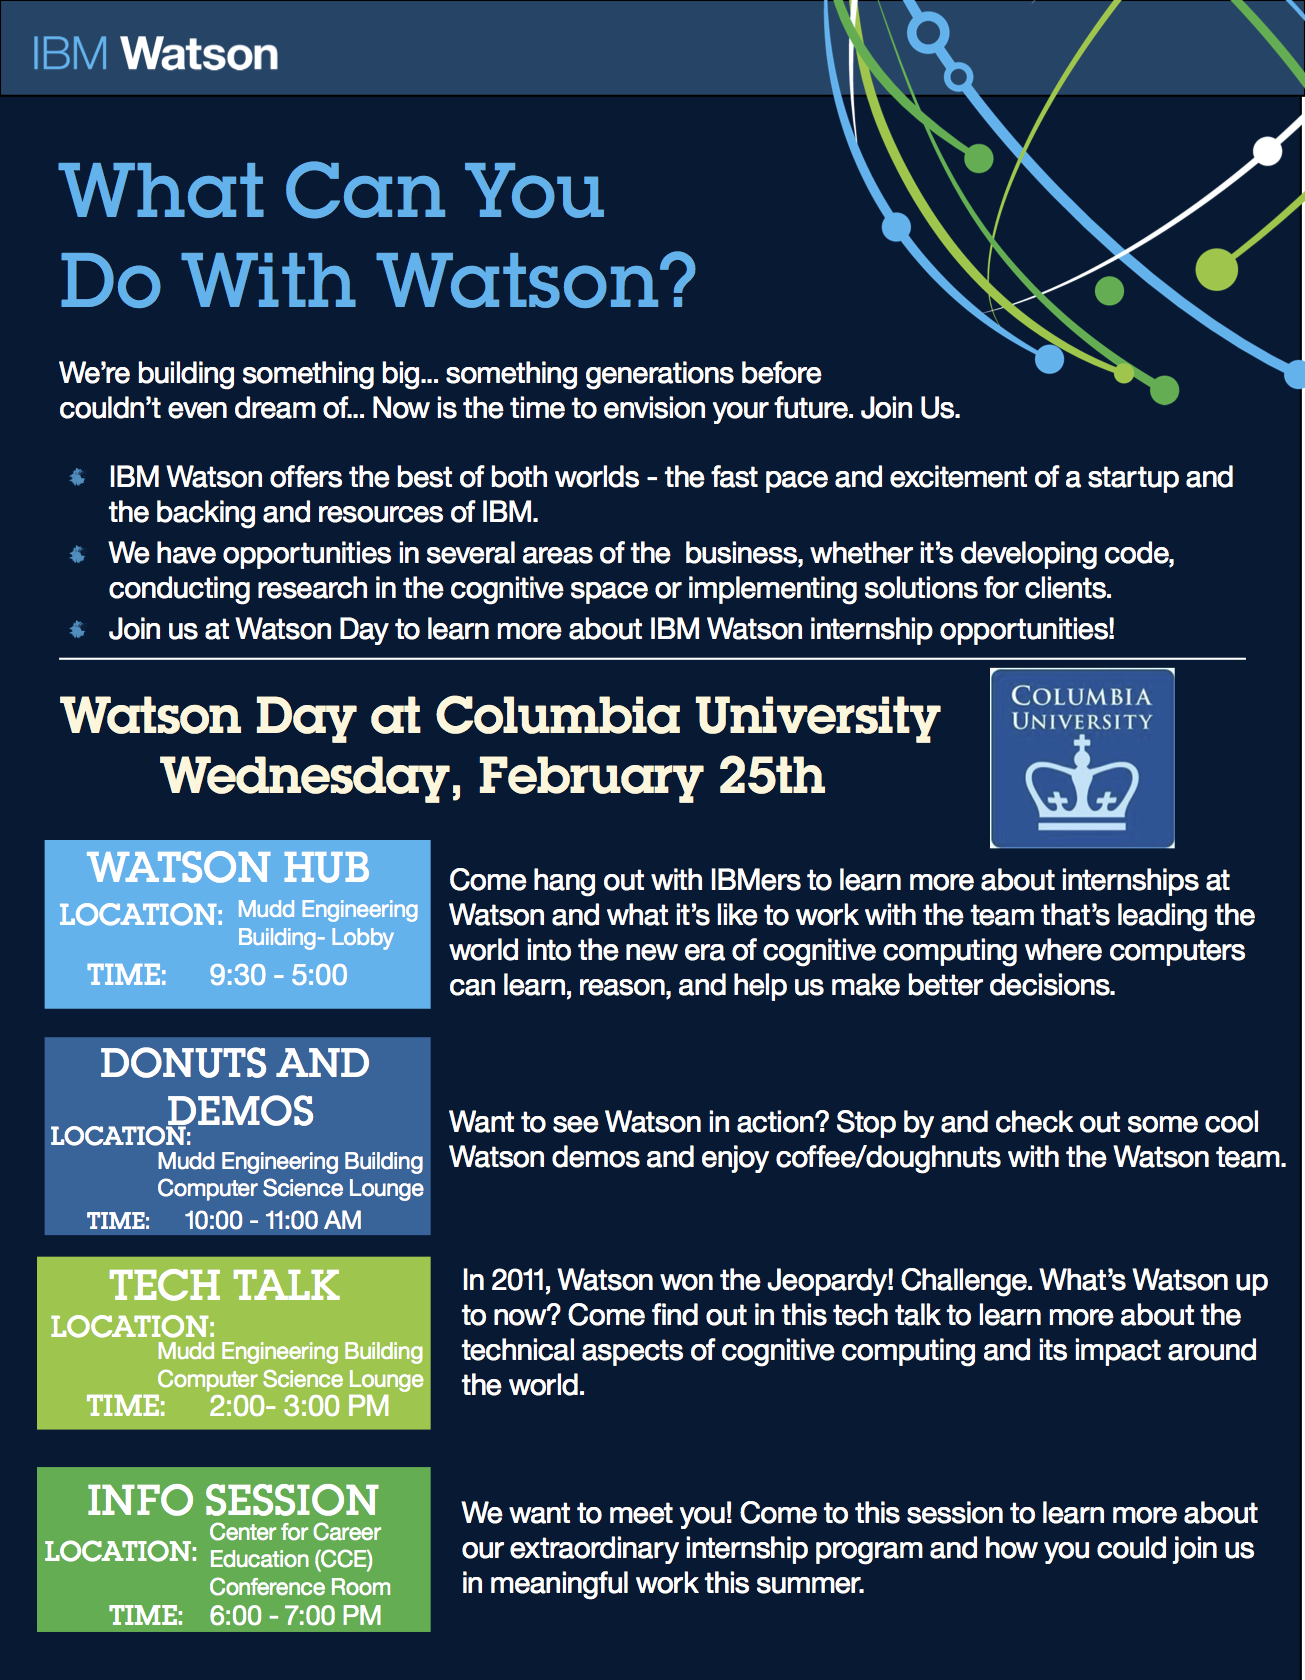 IBM Watson
What Can You
Do With Watson?
We're building something big... something generations before
couldn't even dream of... Now is the time to envision your future. Join Us.
IBM Watson offers the best of both worlds - the fast pace and excitement of a startup and
the backing and resources of IBM.
We have opportunities in several areas of the  business, whether it's developing code,
conducting research in the cognitive space or implementing solutions for clients.
Join us at Watson Day to learn more about IBM Watson internship opportunities!
Watson Day at Columbia University
Wednesday, February 25th
COLUMBIA
UNIVERSITY
WATSON HUB
LOCATION: Mudd Engineering
Building- Lobby
TIME: 9:30 - 5:00
Come hang out with IBMers to learn more about internships at
Watson and what it's like to work with the team that's leading the
world into the new era of cognitive computing where computers
can learn, reason, and help us make better decisions.
DONUTS AND
DEMOS
LOCATION:
Mudd Engineering Building
Computer Science Lounge
TIME: 10:00 - 11:00 AM
Want to see Watson in action? Stop by and check out some cool
Watson demos and enjoy coffee/doughnuts with the Watson team.
TECH TALK
LOCATION:
Mudd Engineering Building
Computer Science Lounge
TIME: 2:00- 3:00 PM
In 2011, Watson won the Jeopardy! Challenge. What's Watson up
to now? Come find out in this tech talk to learn more about the
technical aspects of cognitive computing and its impact around
the world.
INFO SESSION
LOCATION: Center for Career
Education (CCE)
Conference Room
TIME: 6:00 - 7:00 PM
We want to meet you! Come to this session to learn more about
our extraordinary internship program and how you could join us
in meaningful work this summer.